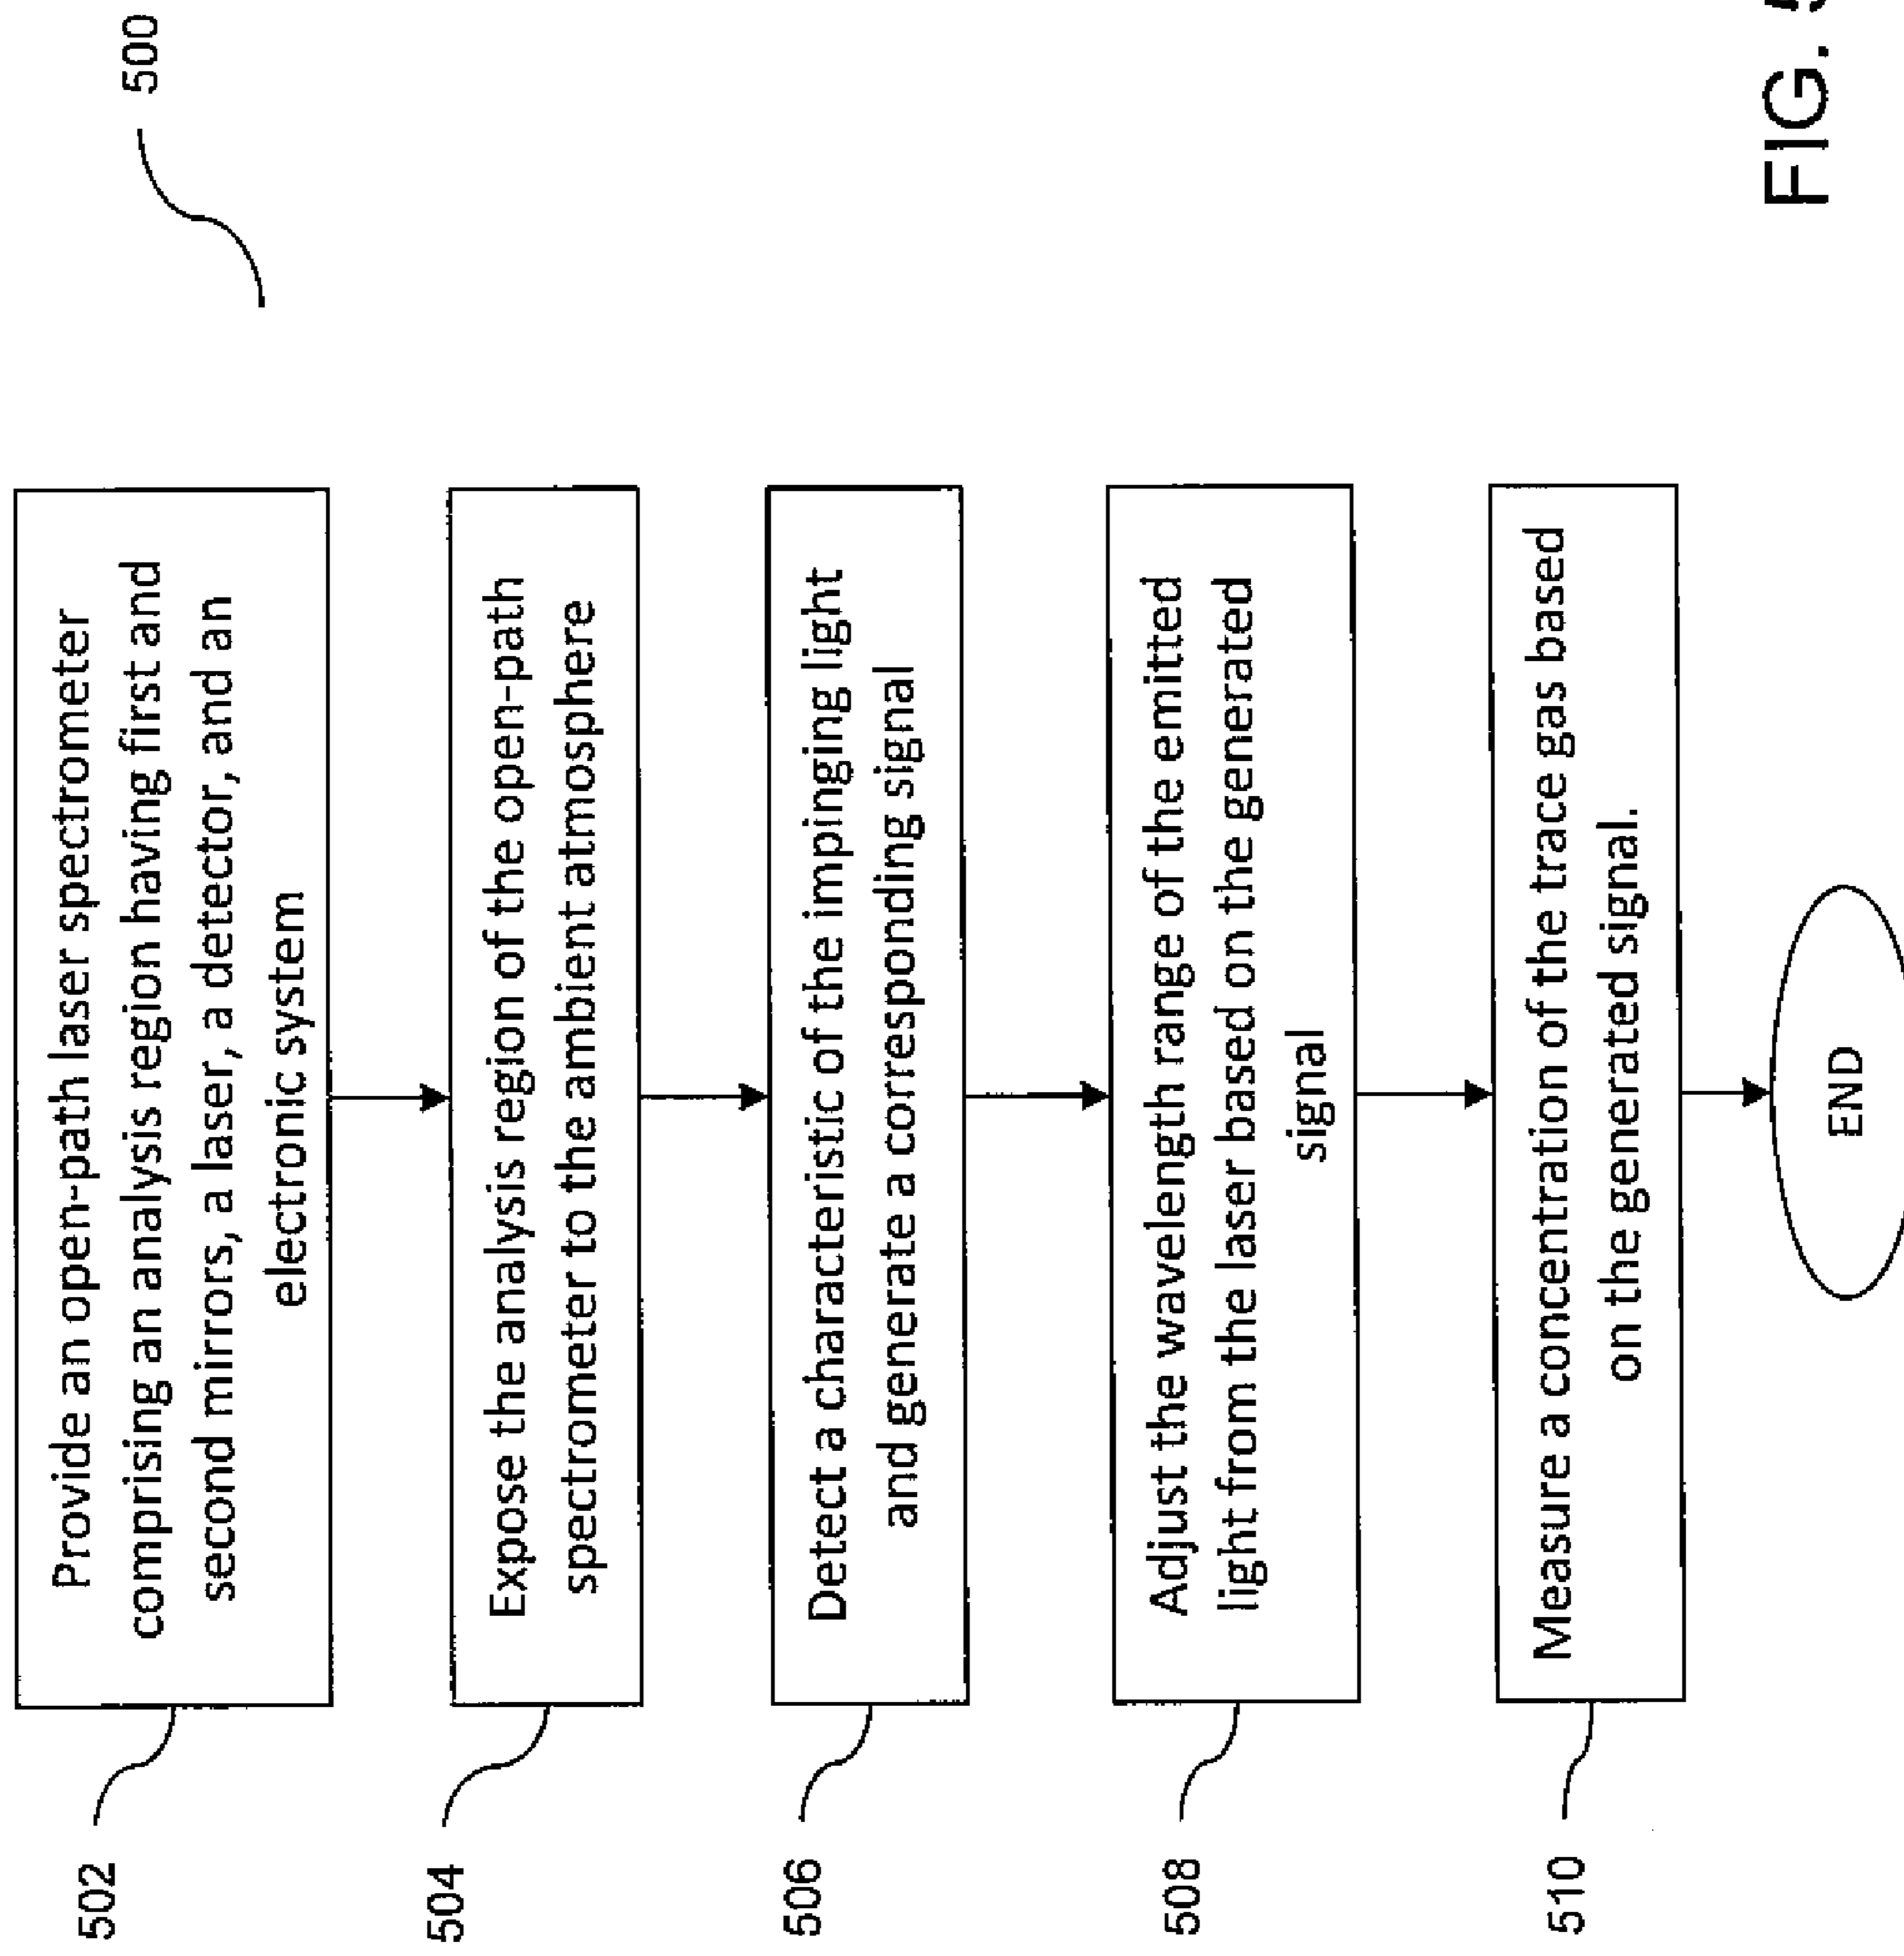 500
502
Provide an open-path laser spectrometer
comprising an analysis region having first and
second mirrors, a laser, a detector, and an
electronic system
504
Expose the analysis region of the open-path
spectrometer to the ambient atmosphere
506
Detect a characteristic of the impinging light
and generate a corresponding signal
508
Adjust the wavelength range of the emitted
light from the laser based on the generated
signal
510
Measure a concentration of the trace gas based
on the generated signal.
END
FIG.